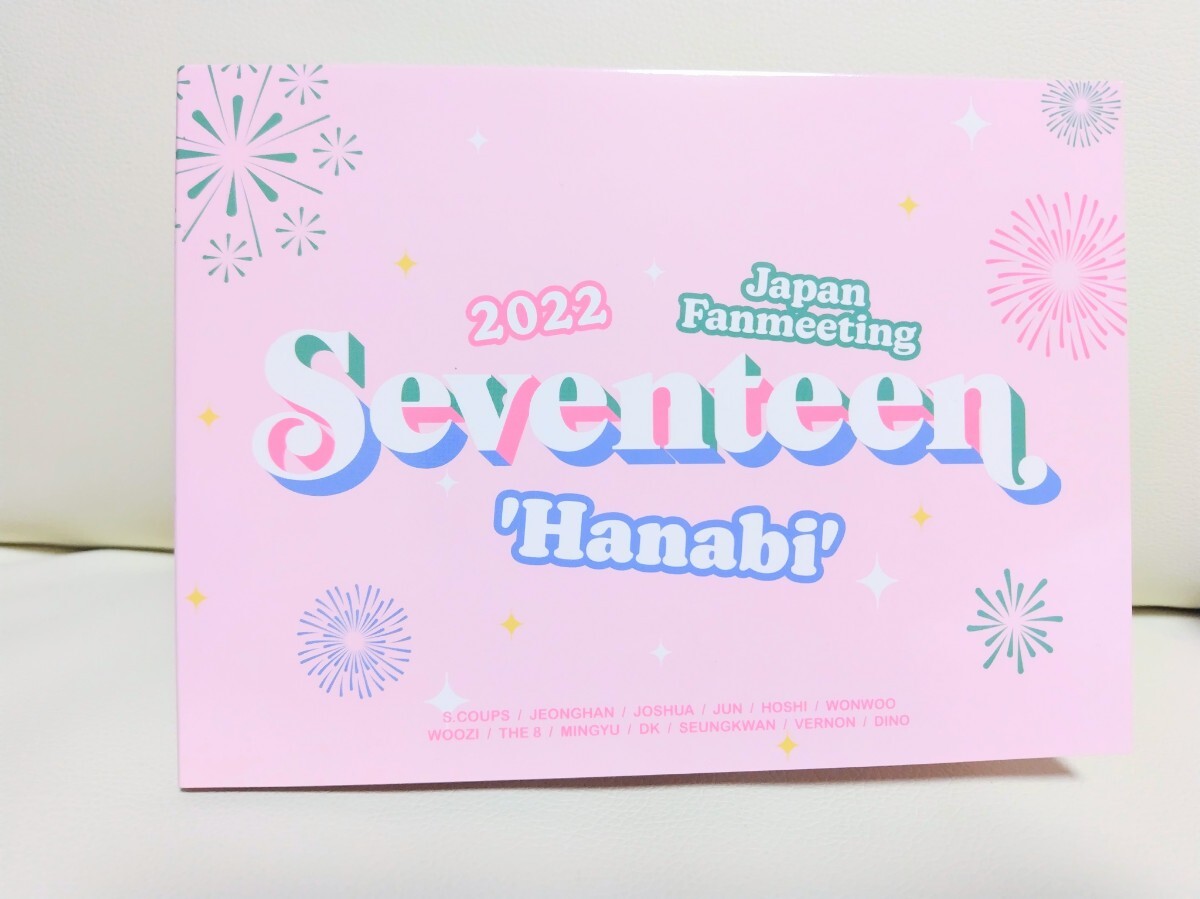 2022
Japan
Fanmeeting
Seventeen
'Hanabi'
S.COUPS / JEONGHAN / JOSHUA / JUN / HOSHI / WONWOO
WOOZI / THE 8 / MINGYU / DK / SEUNGKWAN / VERNON / DINO